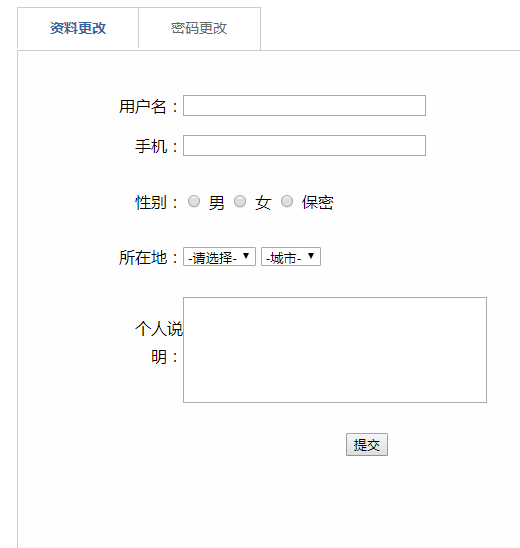 资料更改 密码更改
用户名：
手机：
性别： 男 女 保密
所在地： -请选择- -城市-
个人说
明：
提交